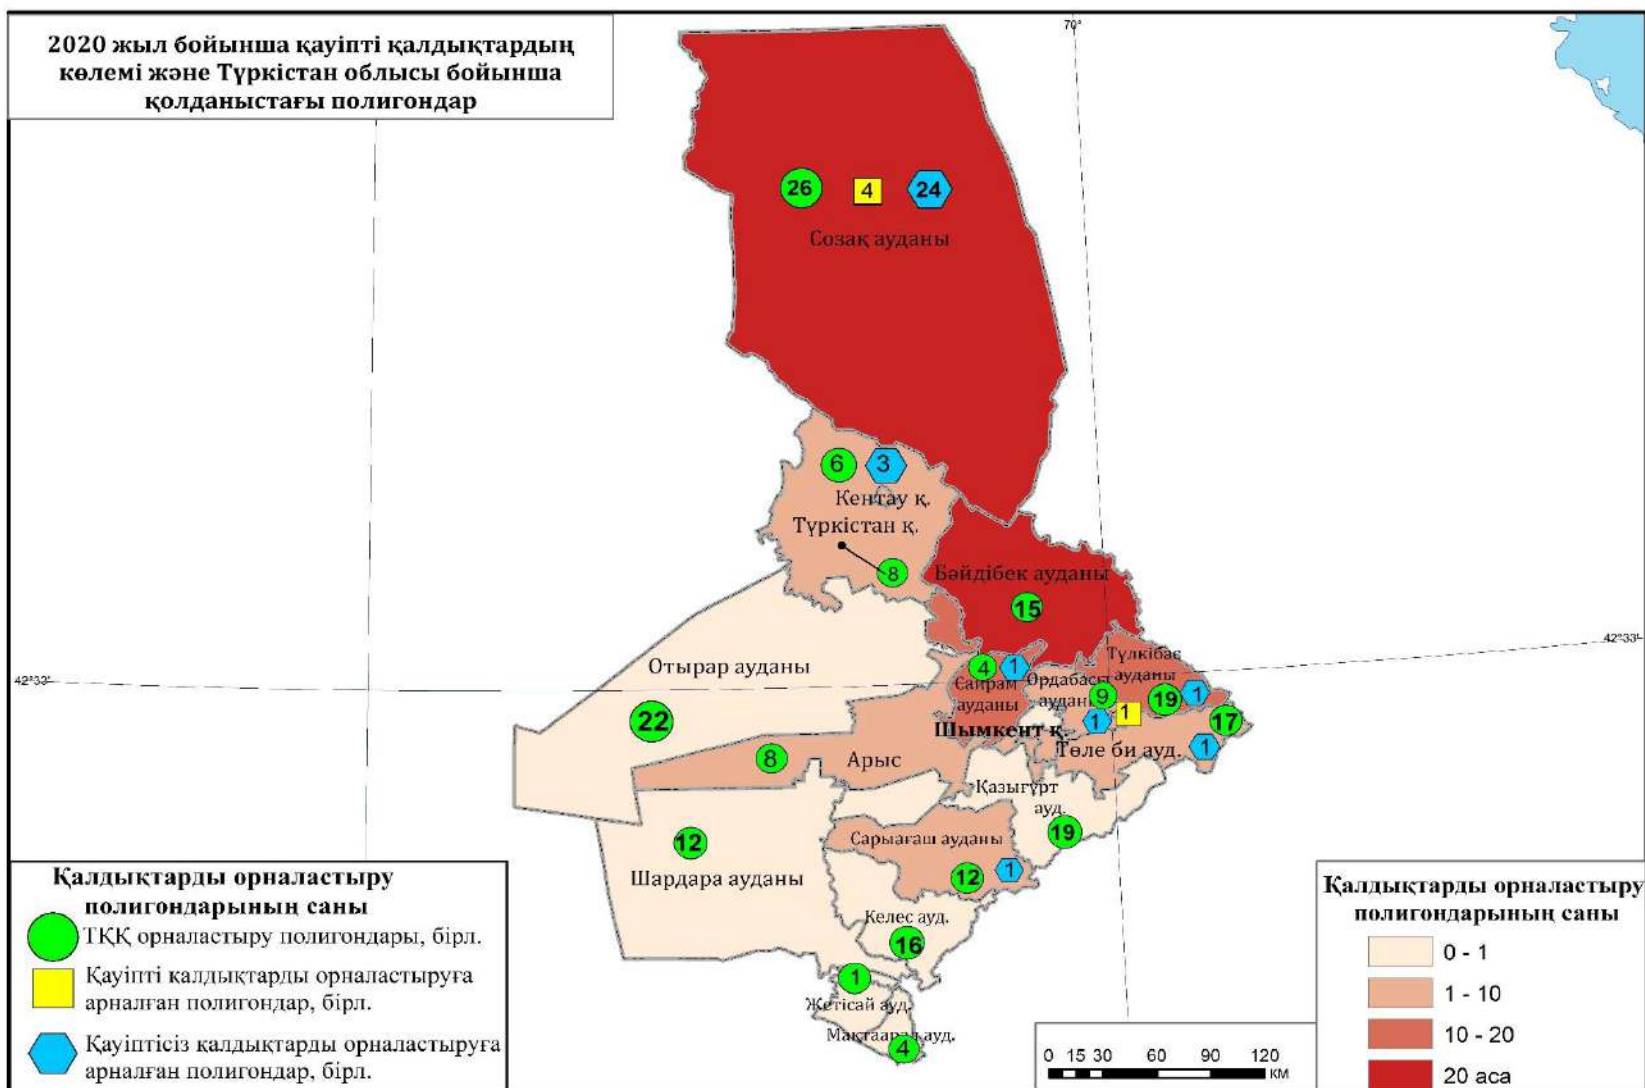 2020 жыл бойынша қауіпті қалдықтардың
көлемі және Түркістан облысы бойынша
қолданыстағы полигондар
70°
26 4 24
Созақ ауданы
6 3
Кентау қ.
Түркістан қ.
8
Бәйдібек ауданы
15
42°33'
42°33'
Отырар ауданы
22
4 1
Сайрам
ауданы
Ордабасы
ауданы
Түлкібас
ауданы
9
19 1
1 1
17
Шымкент қ.
Төле би ауд.
1
8
Арыс
Қазығұрт
ауд.
19
12
Шардара ауданы
Сарыағаш ауданы
12 1
Келес ауд.
16
1
Жетісай ауд.
Мақтаарал ауд.
4
Қалдықтарды орналастыру
полигондарының саны
ТҚҚ орналастыру полигондары, бірл.
Қауіпті қалдықтарды орналастыруға
арналған полигондар, бірл.
Қауіптісіз қалдықтарды орналастыруға
арналған полигондар, бірл.
0 15 30 60 90 120
КМ
Қалдықтарды орналастыру
полигондарының саны
0 - 1
1 - 10
10 - 20
20 аса